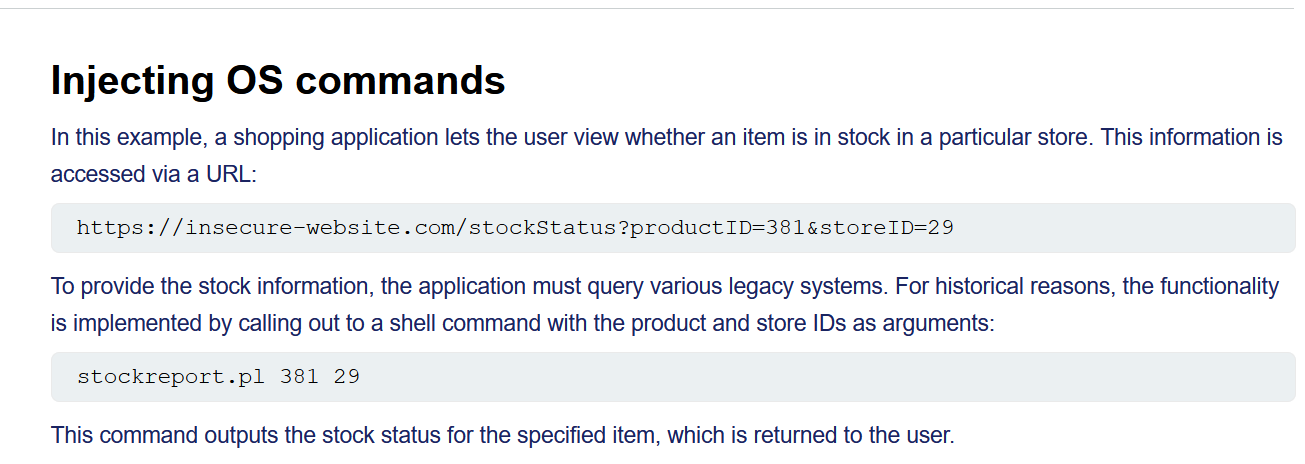 Injecting OS commands
In this example, a shopping application lets the user view whether an item is in stock in a particular store. This information is
accessed via a URL:
https://insecure-website.com/stockStatus?productID=381&storeID=29
To provide the stock information, the application must query various legacy systems. For historical reasons, the functionality
is implemented by calling out to a shell command with the product and store IDs as arguments:
stockreport.pl 381 29
This command outputs the stock status for the specified item, which is returned to the user.